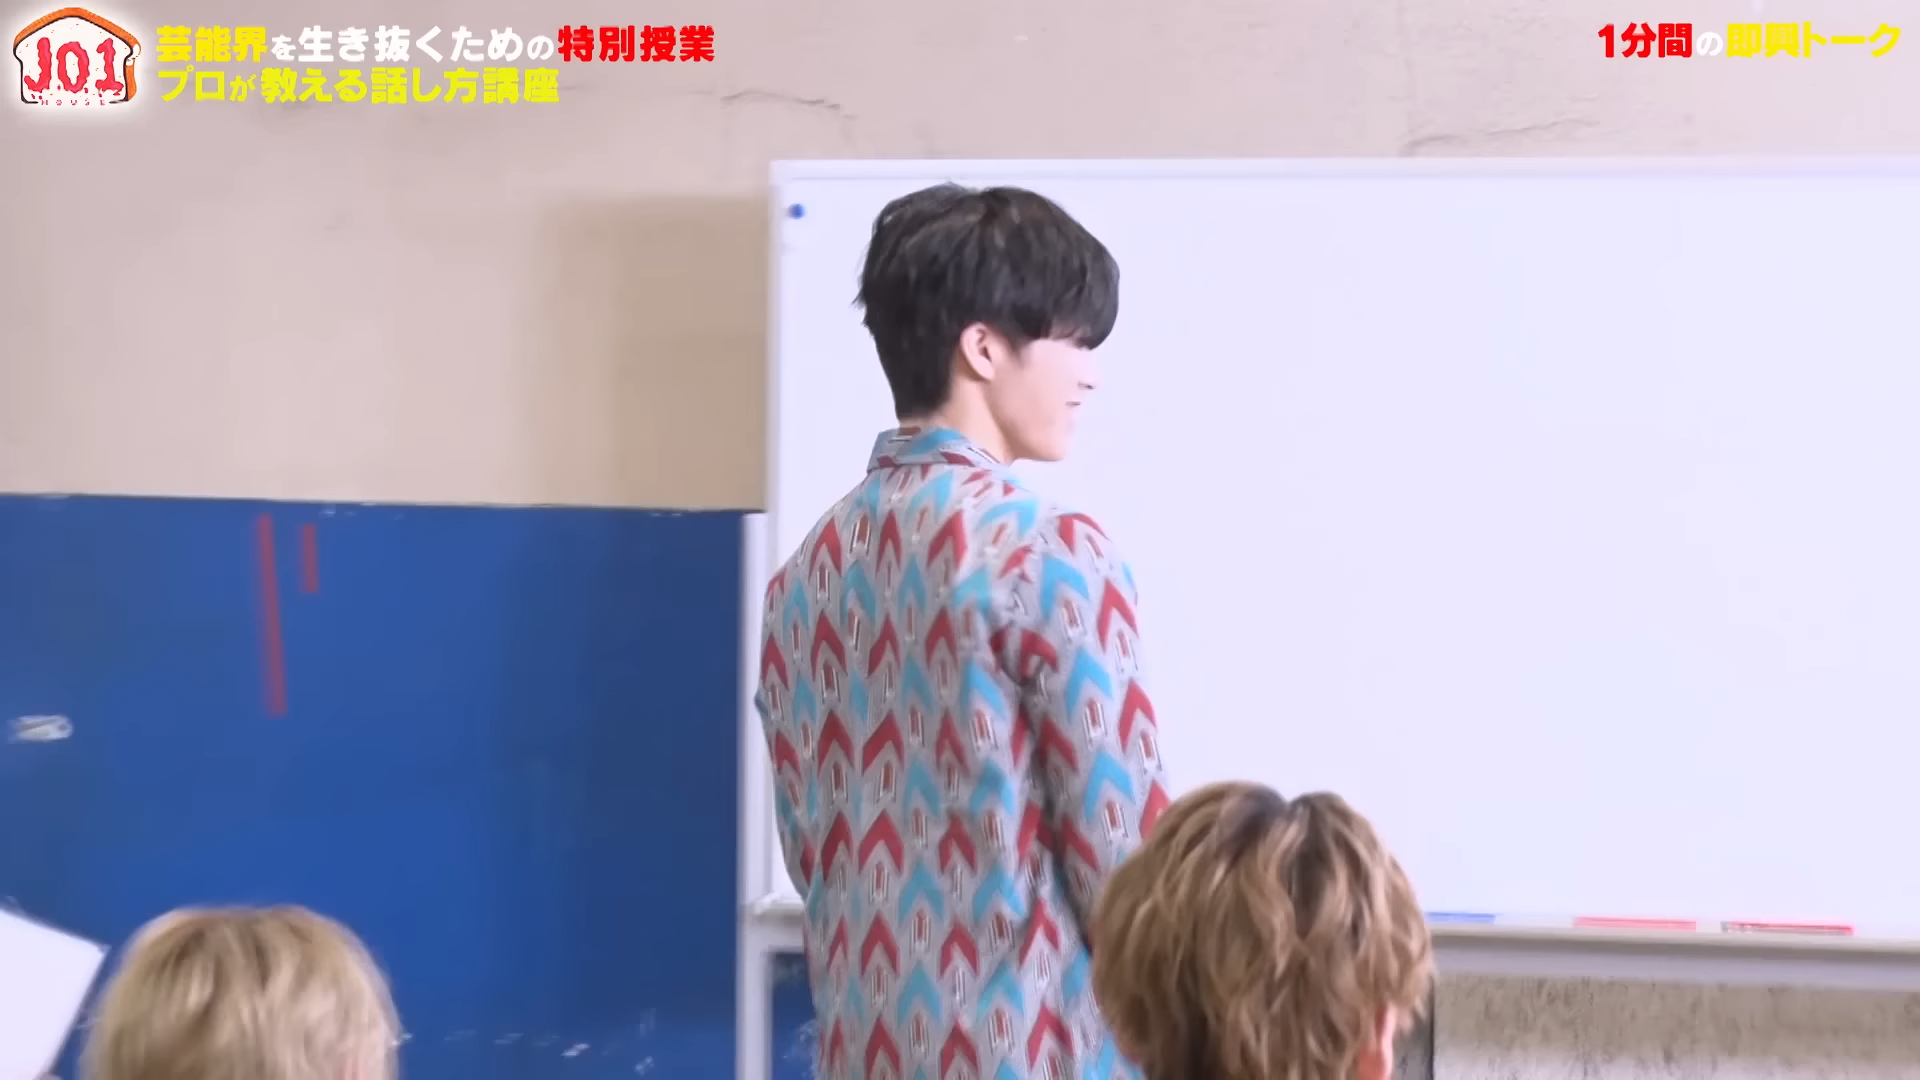 JO1
HOUSE
芸能界を生き抜くための特別授業
プロが教える話し方講座
1分間の即興トーク